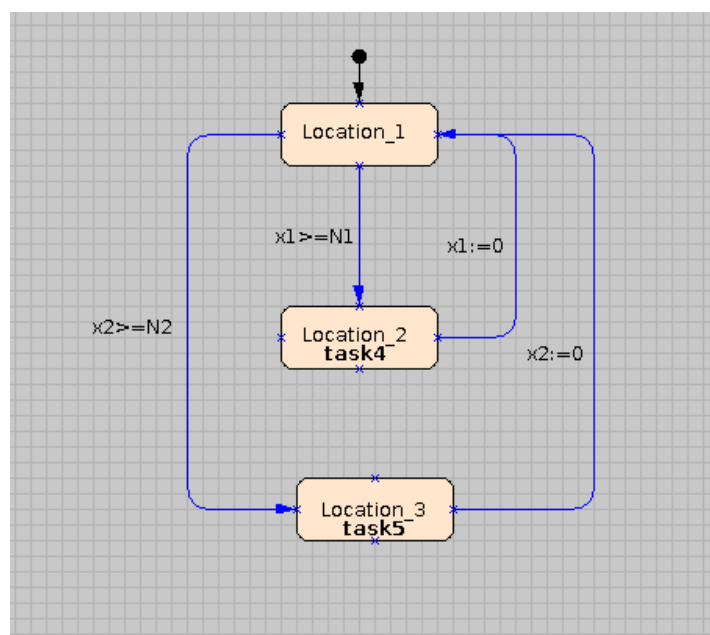 Location_1
x1>=N1
x1:=0
x2>=N2
Location_2
task4
x2:=0
Location_3
task5